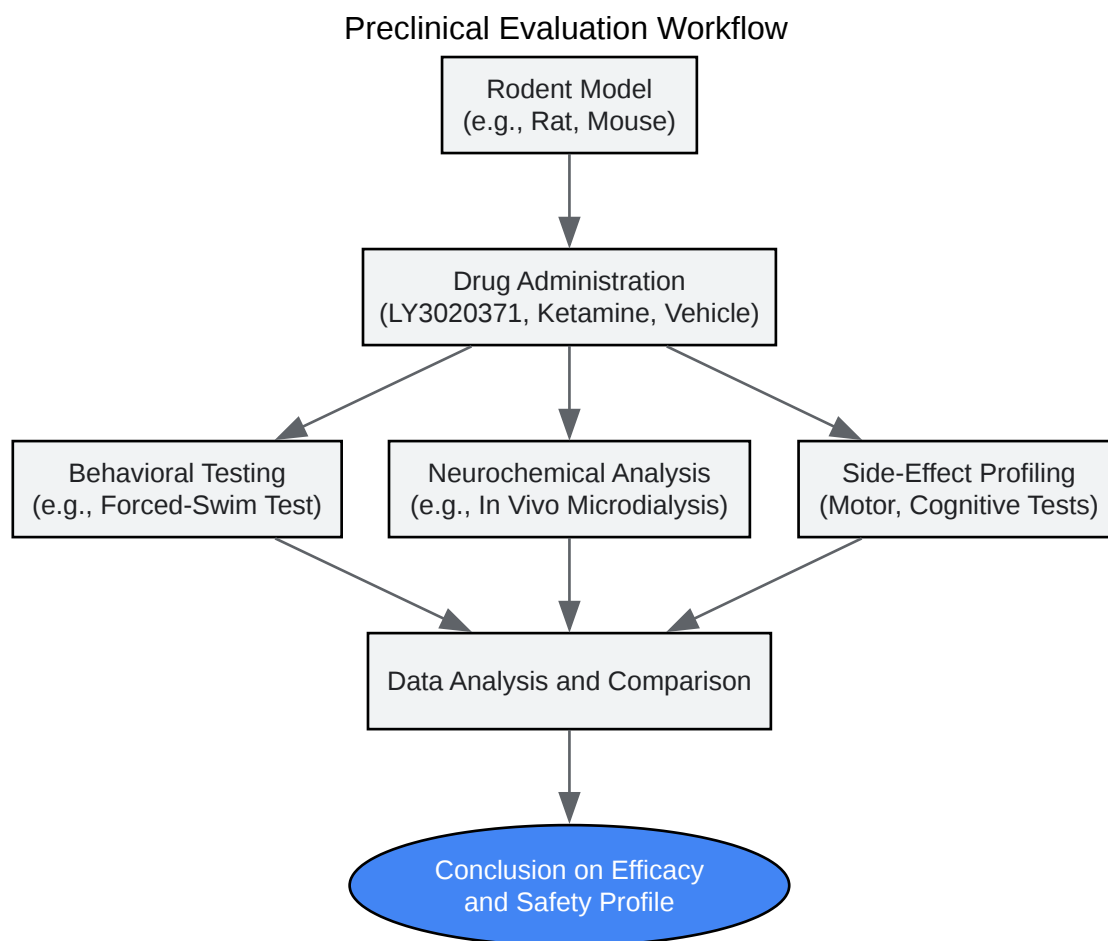 Preclinical Evaluation Workflow
Rodent Model
(e.g., Rat, Mouse)
Drug Administration
(LY3020371, Ketamine, Vehicle)
Behavioral Testing
(e.g., Forced-Swim Test)
Neurochemical Analysis
(e.g., In Vivo Microdialysis)
Side-Effect Profiling
(Motor, Cognitive Tests)
Data Analysis and Comparison
Conclusion on Efficacy
and Safety Profile